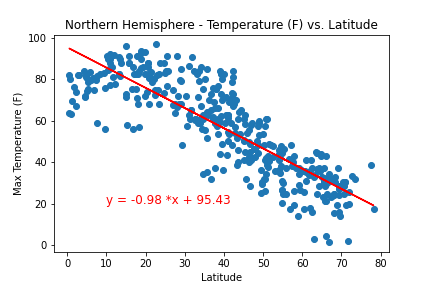 Northern Hemisphere - Temperature (F) vs. Latitude
Max Temperature (F)
100
80
60
40
20
0
y = -0.98 *x + 95.43
0 10 20 30 40 50 60 70 80
Latitude